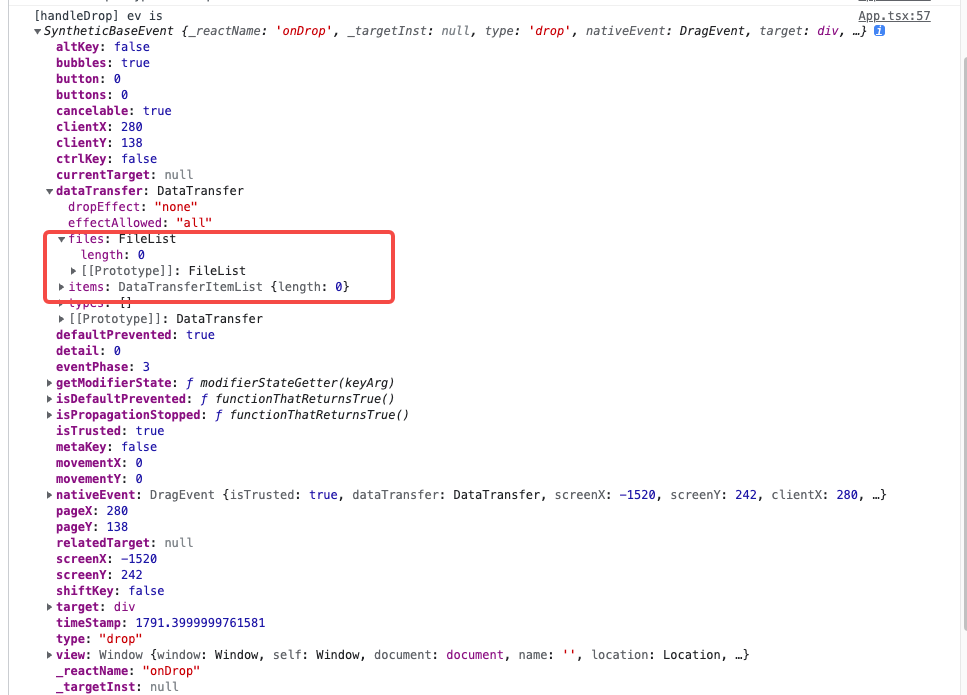 [handleDrop] ev is App.tsx:57
SyntheticBaseEvent {_reactName: 'onDrop', _targetInst: null, type: 'drop', nativeEvent: DragEvent, target: div, …} i
altKey: false
bubbles: true
button: 0
buttons: 0
cancelable: true
clientX: 280
clientY: 138
ctrlKey: false
currentTarget: null
dataTransfer: DataTransfer
dropEffect: "none"
effectAllowed: "all"
files: FileList
length: 0
[[Prototype]]: FileList
items: DataTransferItemList {length: 0}
types: []
[[Prototype]]: DataTransfer
defaultPrevented: true
detail: 0
eventPhase: 3
getModifierState: ƒ modifierStateGetter(keyArg)
isDefaultPrevented: ƒ functionThatReturnsTrue()
isPropagationStopped: ƒ functionThatReturnsTrue()
isTrusted: true
metaKey: false
movementX: 0
movementY: 0
nativeEvent: DragEvent {isTrusted: true, dataTransfer: DataTransfer, screenX: -1520, screenY: 242, clientX: 280, …}
pageX: 280
pageY: 138
relatedTarget: null
screenX: -1520
screenY: 242
shiftKey: false
target: div
timeStamp: 1791.3999999761581
type: "drop"
view: Window {window: Window, self: Window, document: document, name: '', location: Location, …}
_reactName: "onDrop"
_targetInst: null